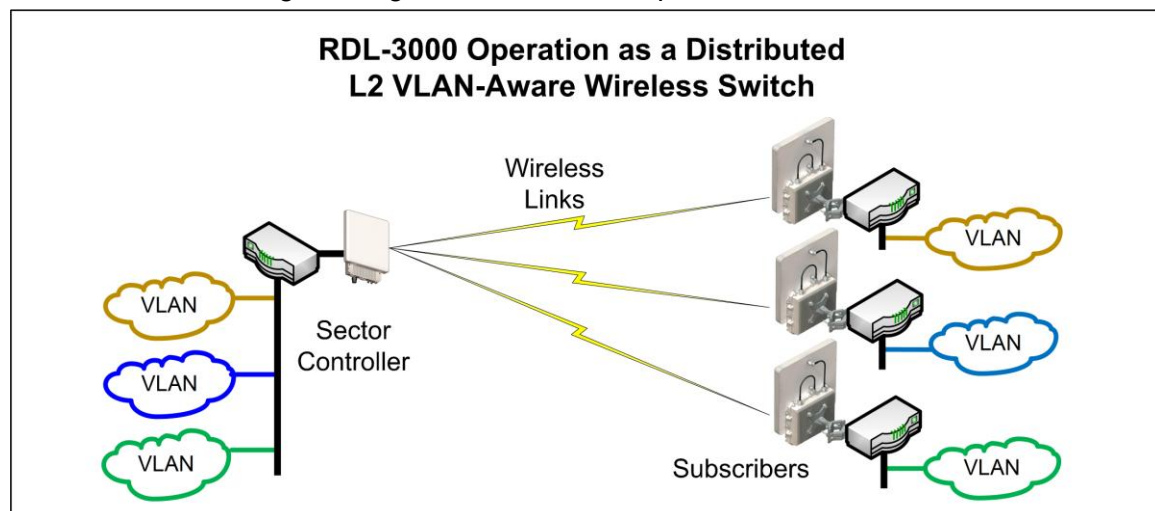 RDL-3000 Operation as a Distributed
L2 VLAN-Aware Wireless Switch
Wireless
Links
VLAN
VLAN
VLAN
Sector
Controller
VLAN
VLAN
VLAN
Subscribers